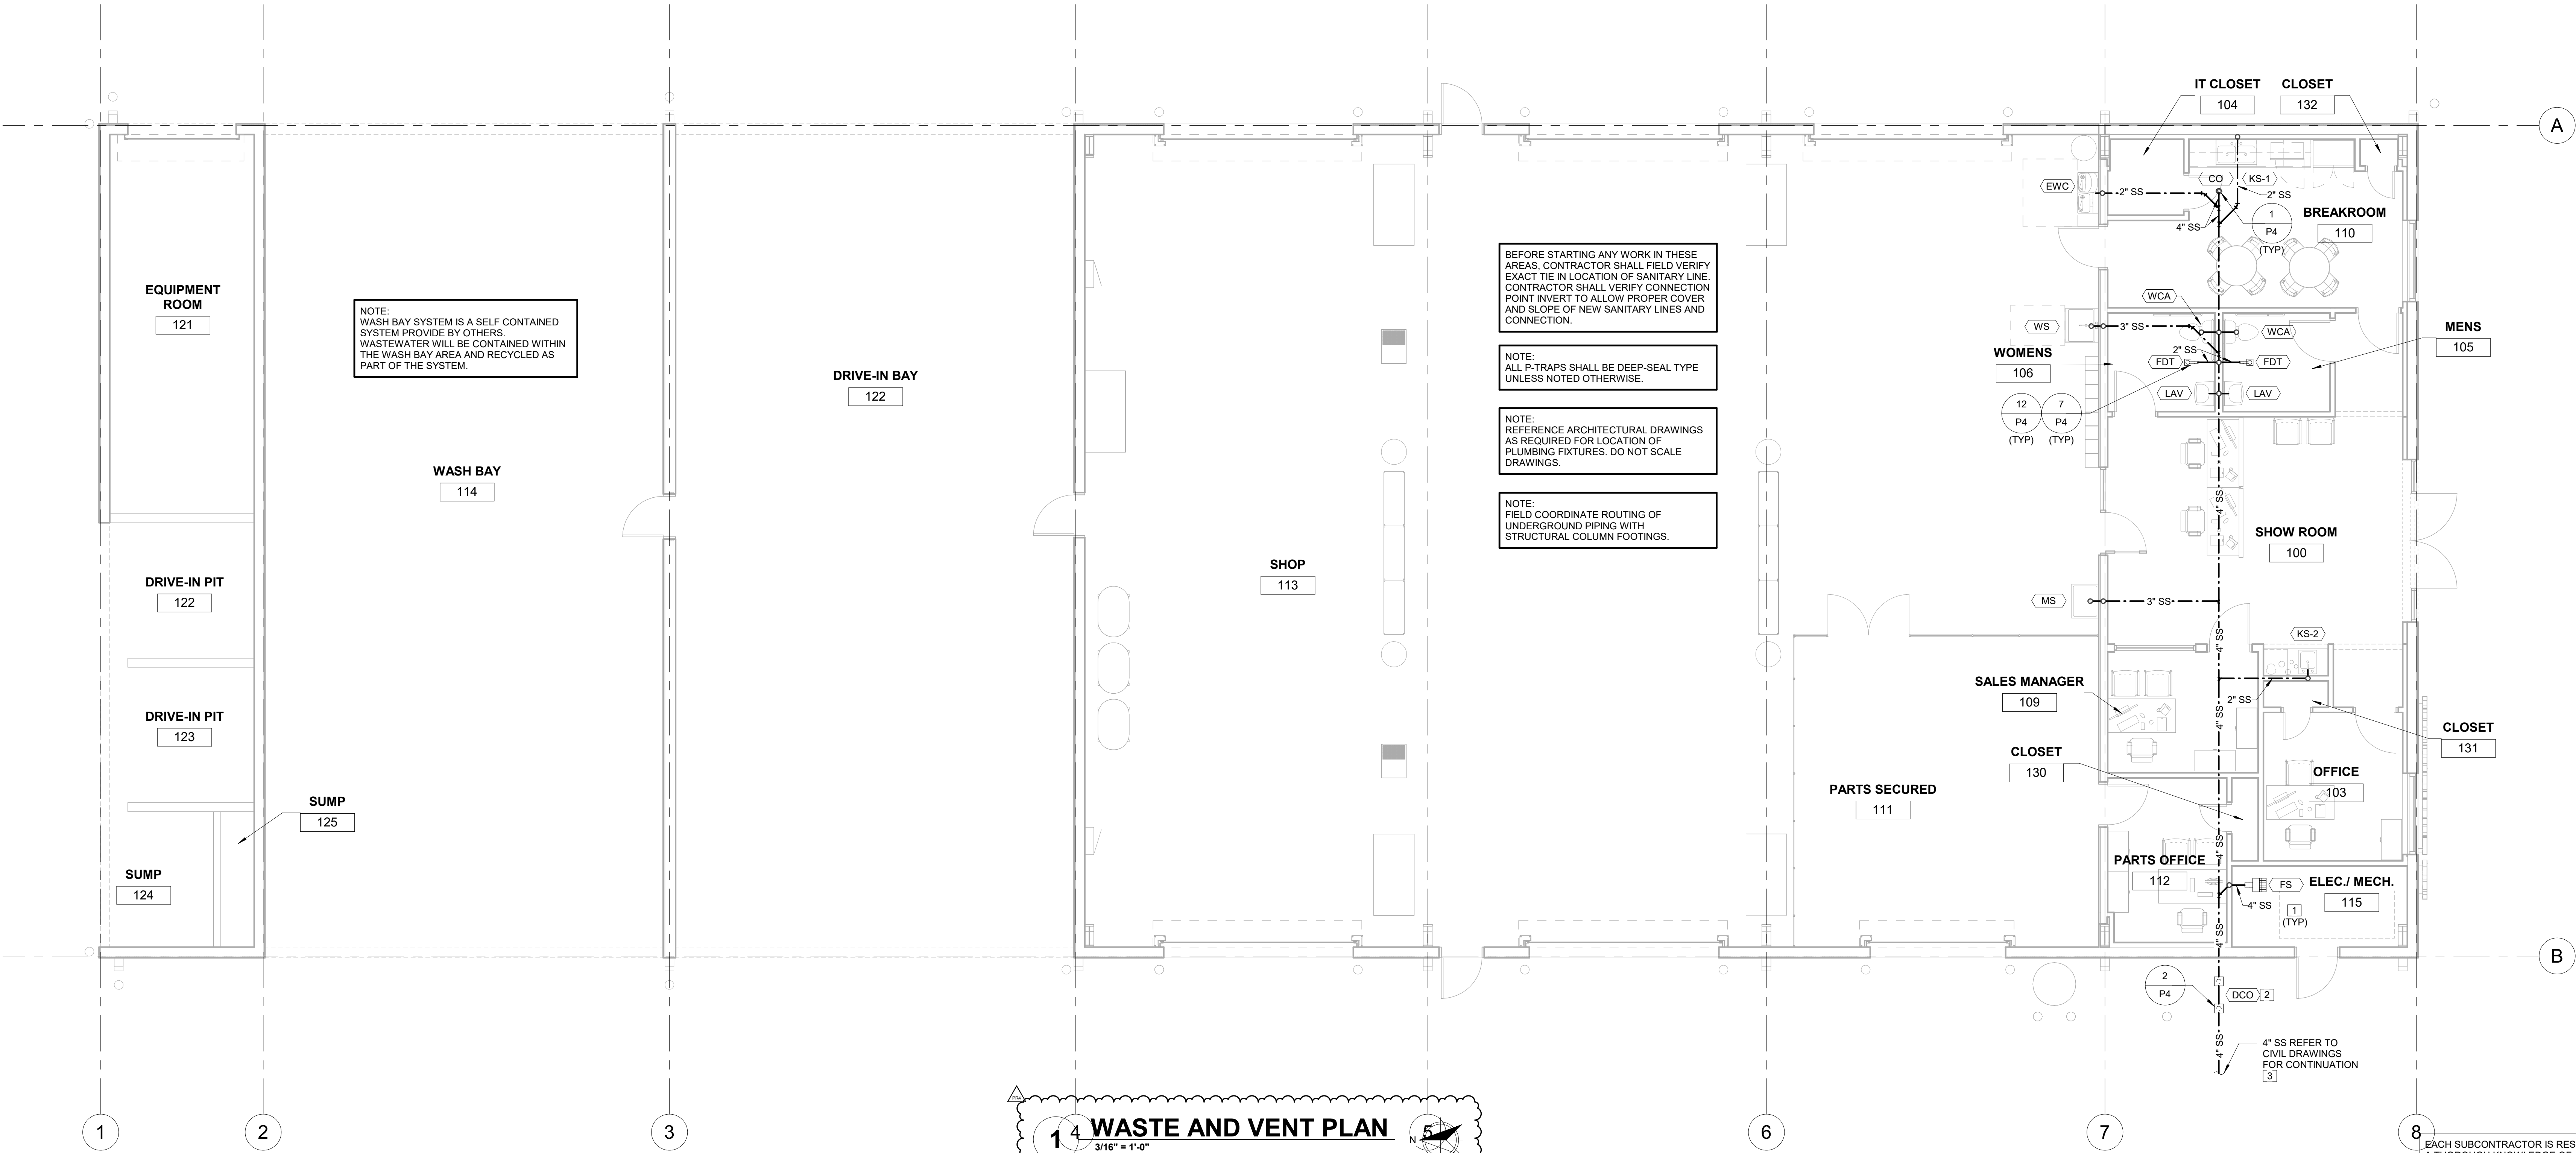 IT CLOSET
104
CLOSET
132
A
EWC
2" SS
CO
KS-1
2" SS
4" SS
1
P4
(TYP)
BREAKROOM
110
EQUIPMENT
ROOM
121
NOTE:
WASH BAY SYSTEM IS A SELF CONTAINED
SYSTEM PROVIDE BY OTHERS.
WASTEWATER WILL BE CONTAINED WITHIN
THE WASH BAY AREA AND RECYCLED AS
PART OF THE SYSTEM.
DRIVE-IN BAY
122
WASH BAY
114
BEFORE STARTING ANY WORK IN THESE
AREAS, CONTRACTOR SHALL FIELD VERIFY
EXACT TIE IN LOCATION OF SANITARY LINE.
CONTRACTOR SHALL VERIFY CONNECTION
POINT INVERT TO ALLOW PROPER COVER
AND SLOPE OF NEW SANITARY LINES AND
CONNECTION.
NOTE:
ALL P-TRAPS SHALL BE DEEP-SEAL TYPE
UNLESS NOTED OTHERWISE.
NOTE:
REFERENCE ARCHITECTURAL DRAWINGS
AS REQUIRED FOR LOCATION OF
PLUMBING FIXTURES. DO NOT SCALE
DRAWINGS.
NOTE:
FIELD COORDINATE ROUTING OF
UNDERGROUND PIPING WITH
STRUCTURAL COLUMN FOOTINGS.
WCA
WS
3" SS
WCA
MENS
105
WOMENS
106
2" SS
FDT
FDT
LAV
LAV
12
P4
(TYP)
7
P4
(TYP)
4" SS
SHOW ROOM
100
SHOP
113
DRIVE-IN PIT
122
MS
3" SS
4" SS
KS-2
SALES MANAGER
109
2" SS
4" SS
DRIVE-IN PIT
123
CLOSET
131
CLOSET
130
OFFICE
103
PARTS SECURED
111
SUMP
125
4" SS
PARTS OFFICE
112
SUMP
124
FS
4" SS
1
(TYP)
ELEC./ MECH.
115
4" SS
B
2
P4
DCO
2
4" SS
4" SS REFER TO
CIVIL DRAWINGS
FOR CONTINUATION
3
PR4
1
2
3
4
5
6
7
8
1
WASTE AND VENT PLAN
3/16" = 1'-0"
N
EACH SUBCONTRACTOR IS RES